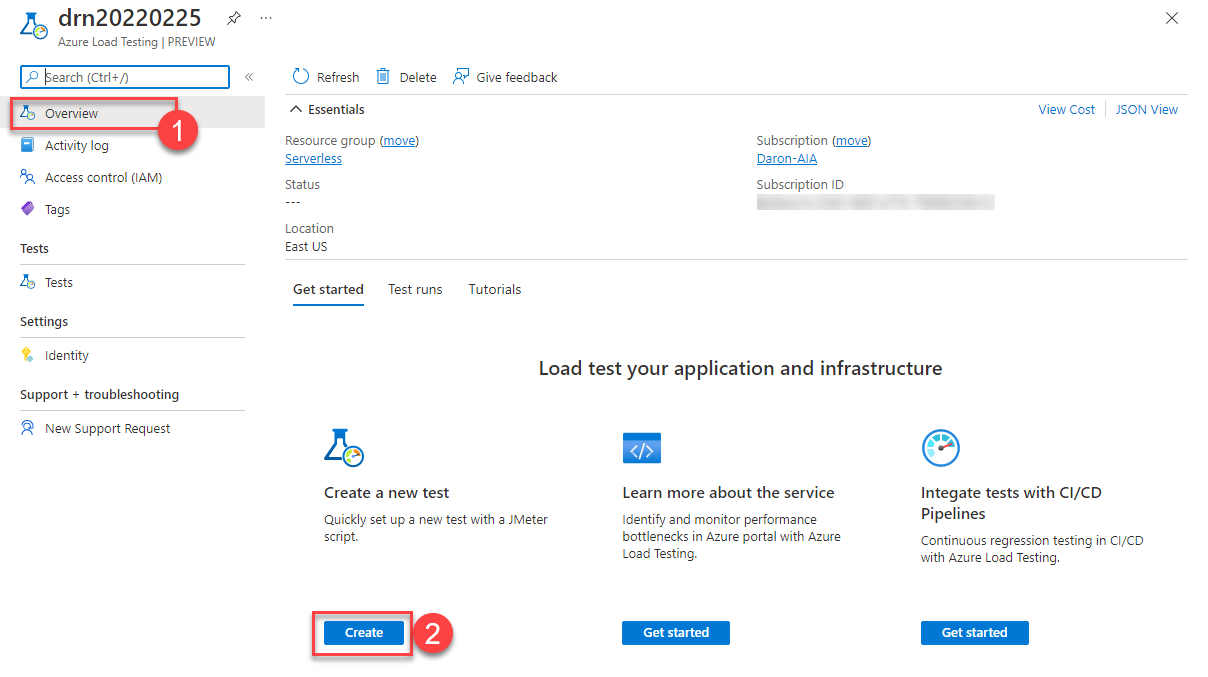 drn20220225
Azure Load Testing | PREVIEW
Search (Ctrl+/)
Overview
1
Activity log
Access control (IAM)
Tags
Tests
Tests
Settings
Identity
Support + troubleshooting
New Support Request
Refresh
Delete
Give feedback
Essentials
View Cost
JSON View
Resource group (move)
Serverless
Status
---
Location
East US
Subscription (move)
Daron-AIA
Subscription ID
Get started
Test runs
Tutorials
Load test your application and infrastructure
Create a new test
Quickly set up a new test with a JMeter
script.
Create
2
Learn more about the service
Identify and monitor performance
bottlenecks in Azure portal with Azure
Load Testing.
Get started
Integate tests with CI/CD
Pipelines
Continuous regression testing in CI/CD
with Azure Load Testing.
Get started